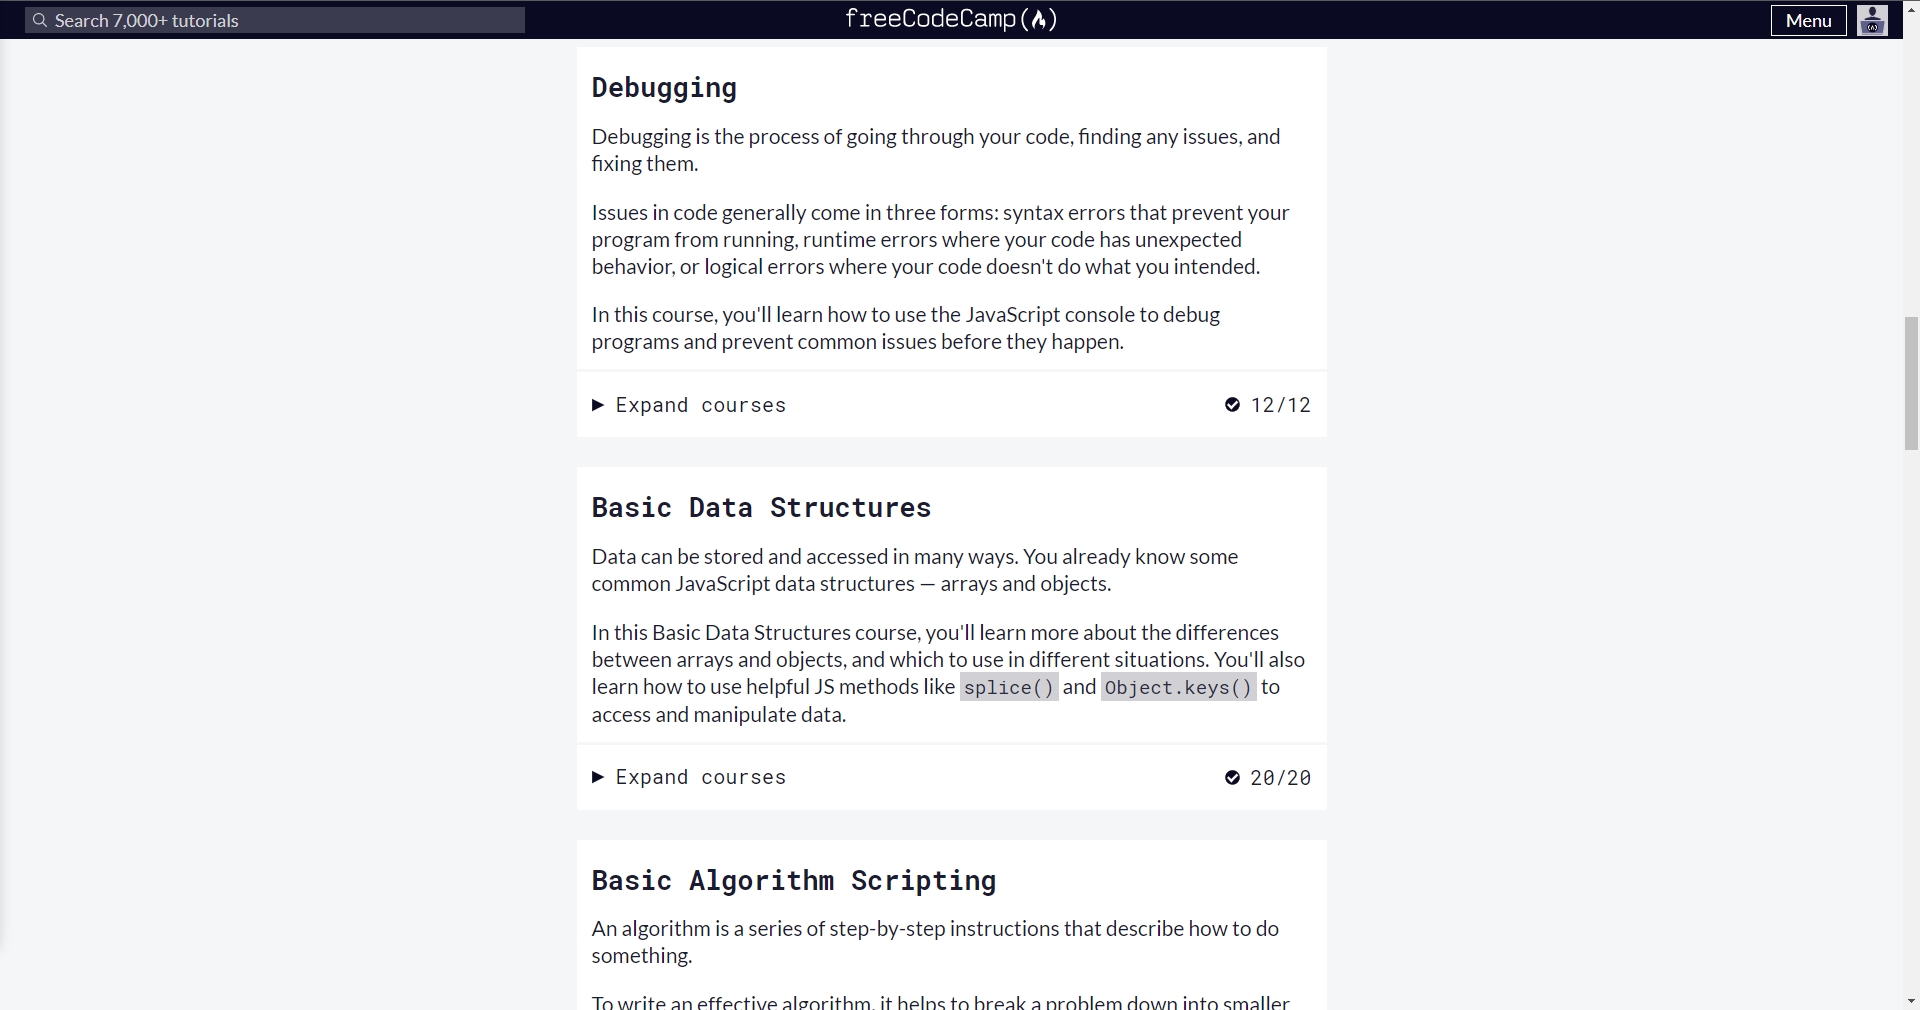 Search 7,000+ tutorials
freeCodeCamp(🔥)
Menu
Debugging
Debugging is the process of going through your code, finding any issues, and
fixing them.
Issues in code generally come in three forms: syntax errors that prevent your
program from running, runtime errors where your code has unexpected
behavior, or logical errors where your code doesn't do what you intended.
In this course, you'll learn how to use the JavaScript console to debug
programs and prevent common issues before they happen.
Expand courses
12/12
Basic Data Structures
Data can be stored and accessed in many ways. You already know some
common JavaScript data structures — arrays and objects.
In this Basic Data Structures course, you'll learn more about the differences
between arrays and objects, and which to use in different situations. You'll also
learn how to use helpful JS methods like splice() and Object.keys() to
access and manipulate data.
Expand courses
20/20
Basic Algorithm Scripting
An algorithm is a series of step-by-step instructions that describe how to do
something.
To write an effective algorithm, it helps to break a problem down into smaller